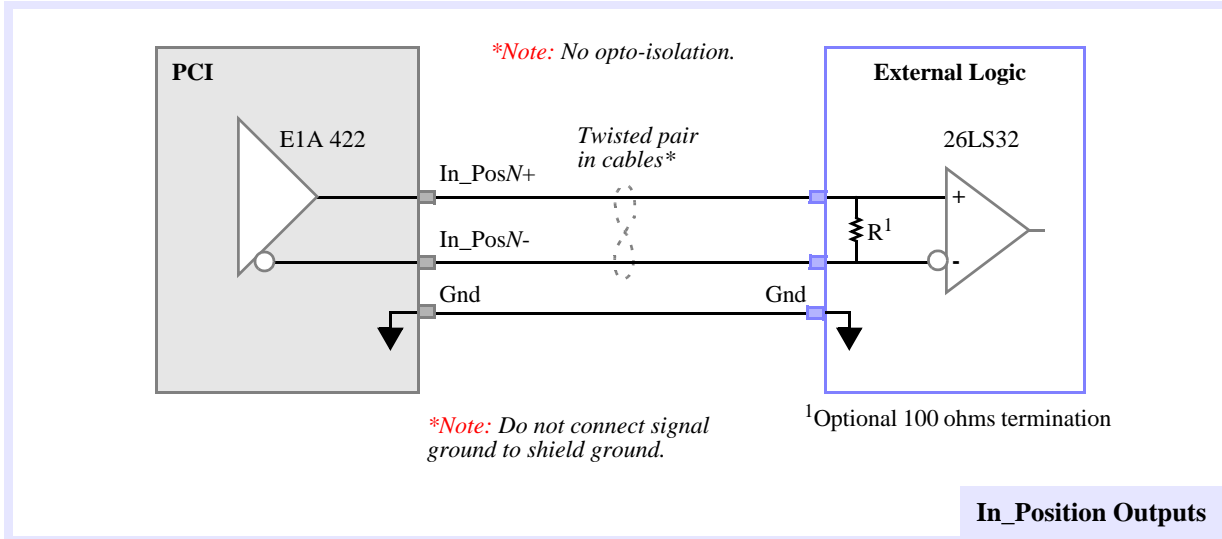 *Note: No opto-isolation.
PCI
External Logic
E1A 422
Twisted pair
in cables*
26LS32
In_PosN+
+
R1
In_PosN-
-
Gnd
Gnd
*Note: Do not connect signal
ground to shield ground.
1Optional 100 ohms termination
In_Position Outputs